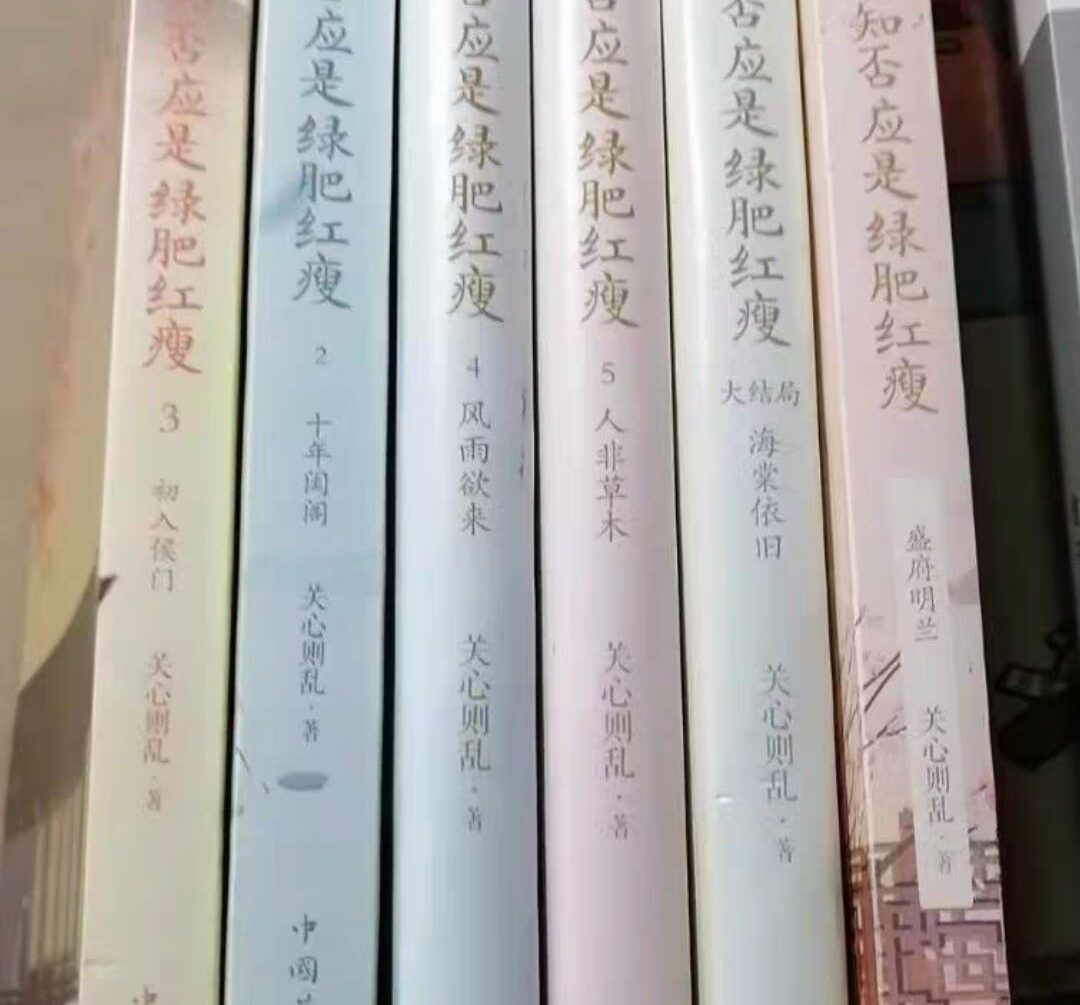 否应是绿肥红瘦
3
初入侯门
关心则乱·著
应是绿肥红瘦
2
十年闺阁
关心则乱·著
中国
否应是绿肥红瘦
4
风雨欲来
关心则乱·著
否应是绿肥红瘦
5
人非草木
关心则乱·著
否应是绿肥红瘦
大结局
海棠依旧
关心则乱·著
知否应是绿肥红瘦
盛府明兰
关心则乱·著